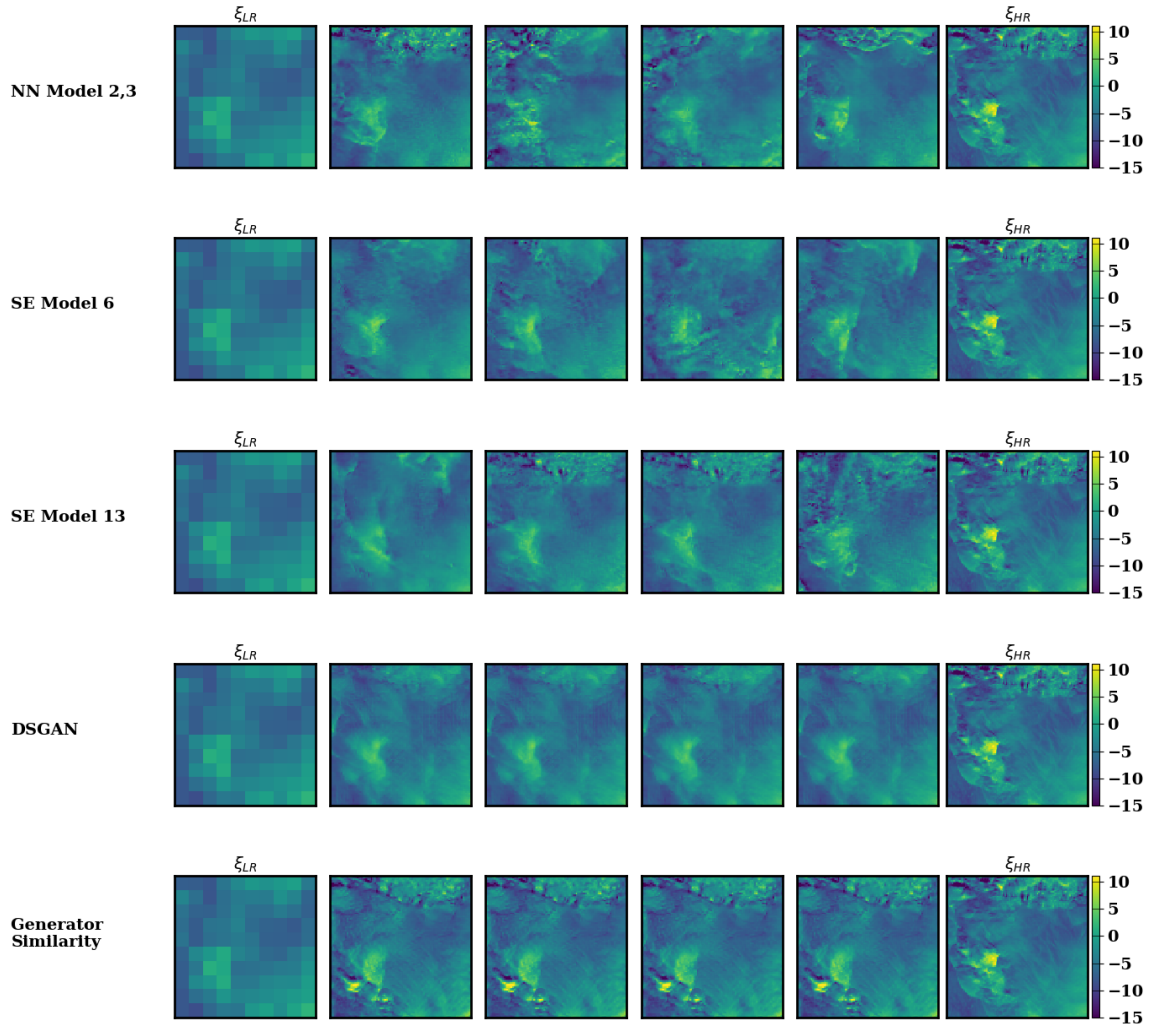 ξ_LR ξ_HR
NN Model 2,3
10
5
0
−5
−10
−15
ξ_LR ξ_HR
SE Model 6
10
5
0
−5
−10
−15
ξ_LR ξ_HR
SE Model 13
10
5
0
−5
−10
−15
ξ_LR ξ_HR
DSGAN
10
5
0
−5
−10
−15
ξ_LR ξ_HR
Generator
Similarity
10
5
0
−5
−10
−15